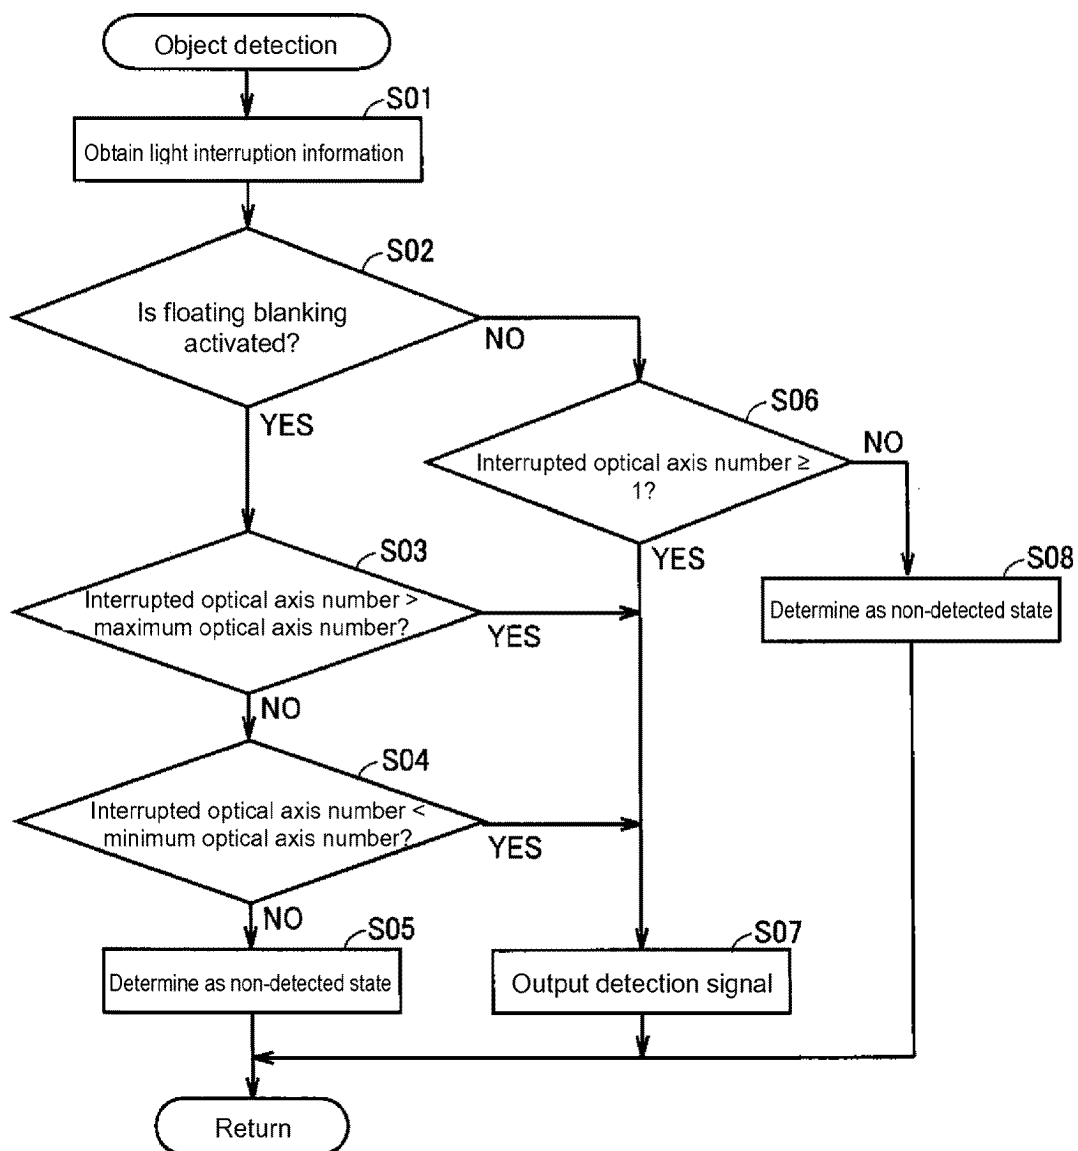 Object detection
S01
Obtain light interruption information
S02
Is floating blanking
activated?
NO
YES
S06
Interrupted optical axis number ≥
1?
NO
YES
S03
Interrupted optical axis number >
maximum optical axis number?
YES
NO
S08
Determine as non-detected state
S04
Interrupted optical axis number <
minimum optical axis number?
YES
NO
S05
Determine as non-detected state
S07
Output detection signal
Return